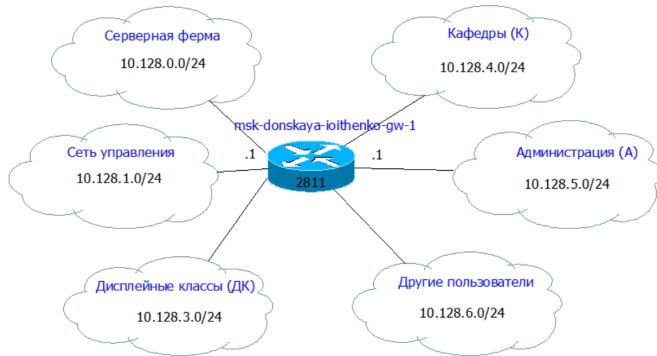 Серверная ферма
10.128.0.0/24
Кафедры (К)
10.128.4.0/24
msk-donskaya-ioithenko-gw-1
Сеть управления
10.128.1.0/24
.1
.1
2811
Администрация (А)
10.128.5.0/24
Дисплейные классы (ДК)
10.128.3.0/24
Другие пользователи
10.128.6.0/24